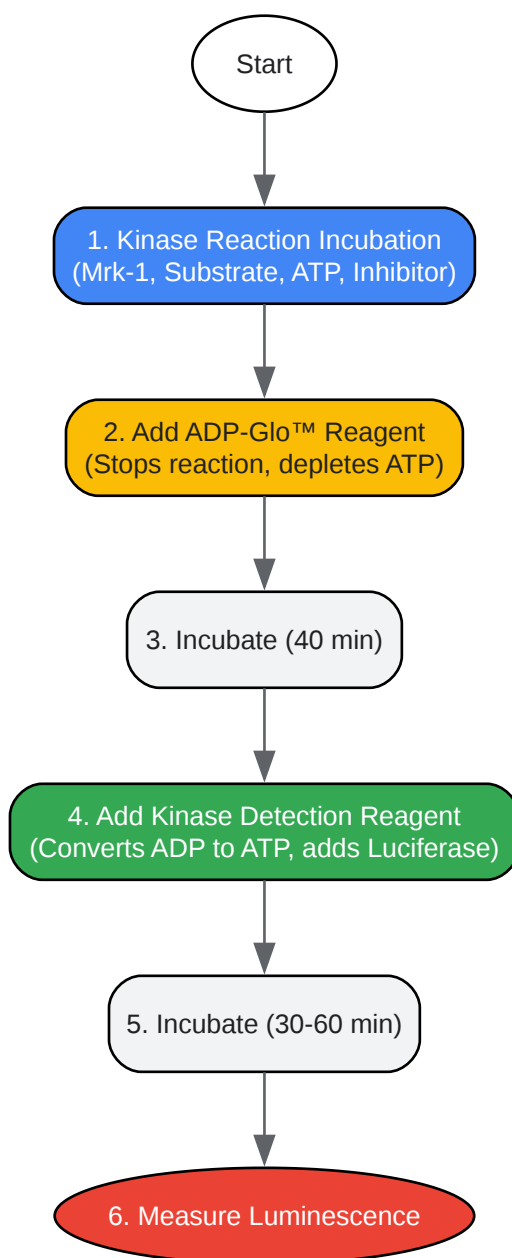 Start
1. Kinase Reaction Incubation
(Mrk-1, Substrate, ATP, Inhibitor)
2. Add ADP-Glo™ Reagent
(Stops reaction, depletes ATP)
3. Incubate (40 min)
4. Add Kinase Detection Reagent
(Converts ADP to ATP, adds Luciferase)
5. Incubate (30-60 min)
6. Measure Luminescence